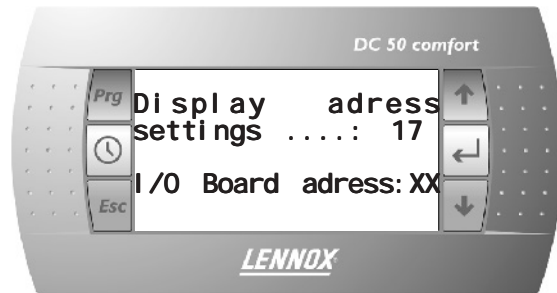 DC 50 comfort
Prg
Display adress
settings ....: 17
I/O Board adress:XX
Esc
LENNOX